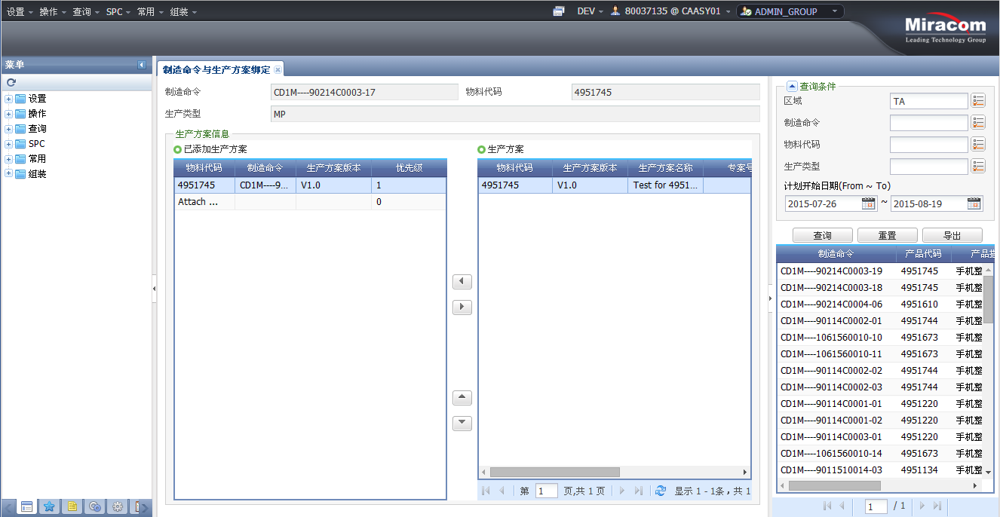 设置 操作 查询 SPC 常用 组装 DEV 80037135 @ CAASY01 ADMIN_GROUP
Miracom
Leading Technology Group
菜单
设置
操作
查询
SPC
常用
组装
制造命令与生产方案绑定
制造命令 CD1M----90214C0003-17 物料代码 4951745
生产类型 MP
生产方案信息
已添加生产方案
物料代码 制造命令 生产方案版本 优先级
4951745 CD1M----9... V1.0 1
Attach ... 0
生产方案
物料代码 生产方案版本 生产方案名称 专案号
4951745 V1.0 Test for 4951...
第 1 页,共 1 页 显示 1 - 1条，共 1
查询条件
区域 TA
制造命令
物料代码
生产类型
计划开始日期(From ~ To)
2015-07-26 ~ 2015-08-19
查询 重置 导出
制造命令 产品代码 产品描
CD1M----90214C0003-19 4951745 手机整
CD1M----90214C0003-18 4951745 手机整
CD1M----90214C0004-06 4951610 手机整
CD1M----90114C0002-01 4951744 手机整
CD1M----1061560010-10 4951673 手机整
CD1M----1061560010-11 4951673 手机整
CD1M----90114C0002-02 4951744 手机整
CD1M----90114C0002-03 4951744 手机整
CD1M----90114C0001-01 4951220 手机整
CD1M----90114C0001-02 4951220 手机整
CD1M----90114C0003-01 4951220 手机整
CD1M----1061560010-14 4951673 手机整
CD1M----9011510014-03 4951134 手机整
1 / 1